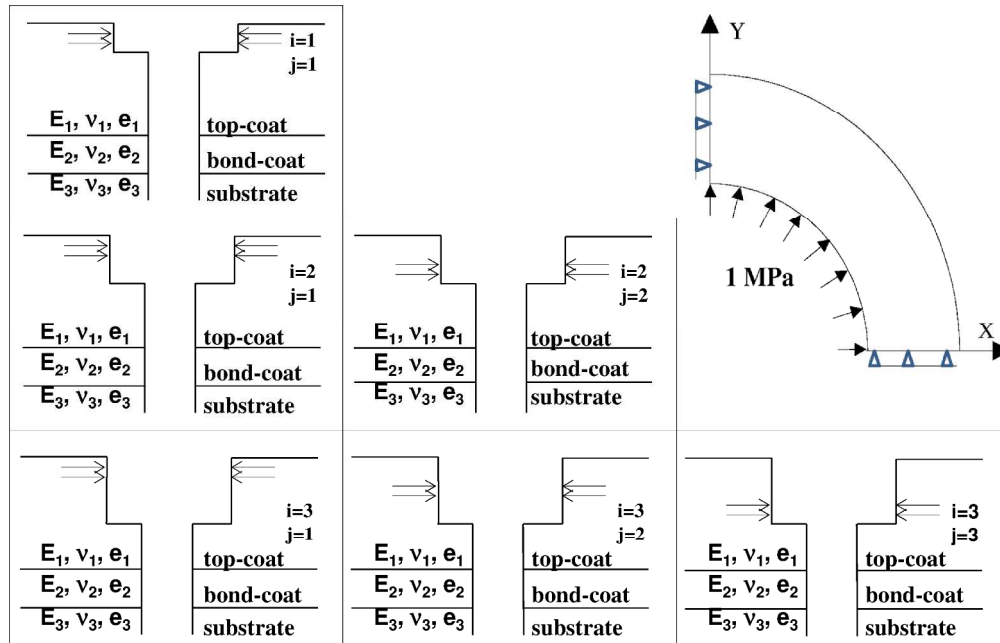 i=1
j=1
E1, ν1, e1
top-coat
E2, ν2, e2
bond-coat
E3, ν3, e3
substrate
Y
1 MPa
X
i=2
j=1
E1, ν1, e1
top-coat
E2, ν2, e2
bond-coat
E3, ν3, e3
substrate
i=2
j=2
E1, ν1, e1
top-coat
E2, ν2, e2
bond-coat
E3, ν3, e3
substrate
i=3
j=1
E1, ν1, e1
top-coat
E2, ν2, e2
bond-coat
E3, ν3, e3
substrate
i=3
j=2
E1, ν1, e1
top-coat
E2, ν2, e2
bond-coat
E3, ν3, e3
substrate
i=3
j=3
E1, ν1, e1
top-coat
E2, ν2, e2
bond-coat
E3, ν3, e3
substrate